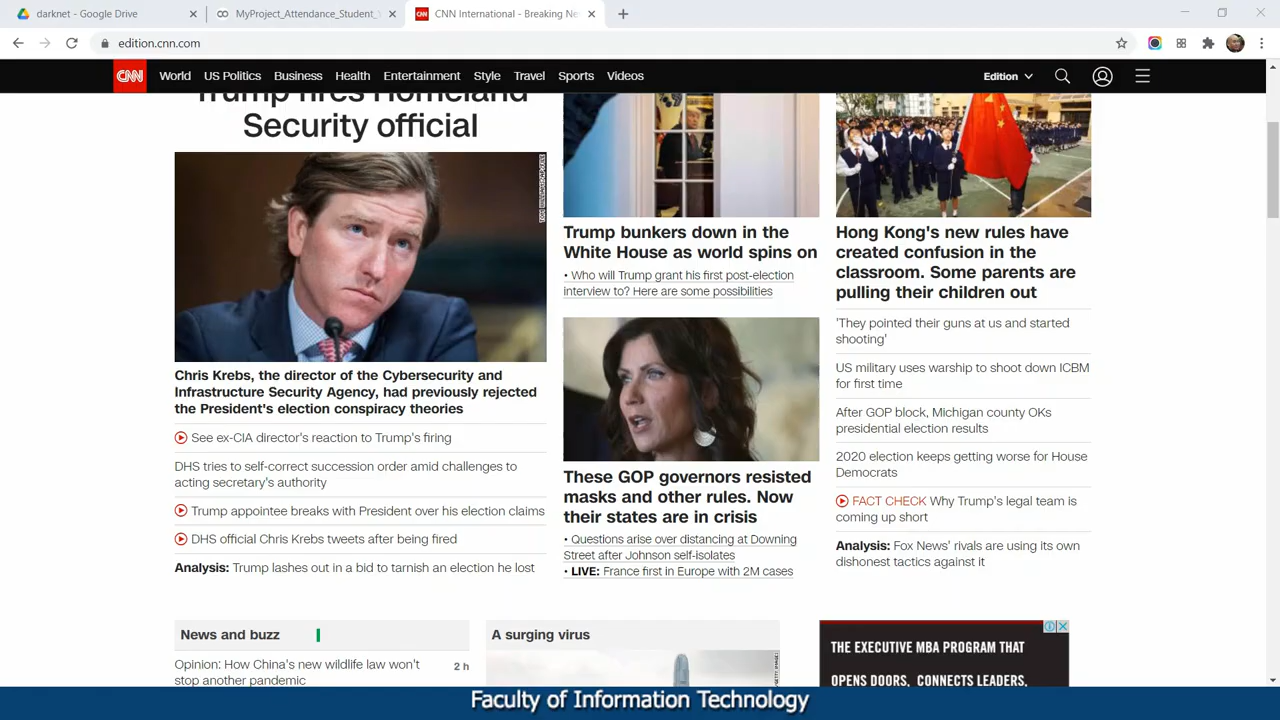 darknet - Google Drive
MyProject_Attendance_Student_
CNN International - Breaking Ne
edition.cnn.com
CNN
World
US Politics
Business
Health
Entertainment
Style
Travel
Sports
Videos
Edition
Trump fires Homeland
Security official
Chris Krebs, the director of the Cybersecurity and
Infrastructure Security Agency, had previously rejected
the President's election conspiracy theories
See ex-CIA director's reaction to Trump's firing
DHS tries to self-correct succession order amid challenges to
acting secretary's authority
Trump appointee breaks with President over his election claims
DHS official Chris Krebs tweets after being fired
Analysis: Trump lashes out in a bid to tarnish an election he lost
Trump bunkers down in the
White House as world spins on
• Who will Trump grant his first post-election
interview to? Here are some possibilities
These GOP governors resisted
masks and other rules. Now
their states are in crisis
• Questions arise over distancing at Downing
Street after Johnson self-isolates
• LIVE: France first in Europe with 2M cases
Hong Kong's new rules have
created confusion in the
classroom. Some parents are
pulling their children out
'They pointed their guns at us and started
shooting'
US military uses warship to shoot down ICBM
for first time
After GOP block, Michigan county OKs
presidential election results
2020 election keeps getting worse for House
Democrats
FACT CHECK Why Trump's legal team is
coming up short
Analysis: Fox News' rivals are using its own
dishonest tactics against it
News and buzz
Opinion: How China's new wildlife law won't
stop another pandemic
2 h
A surging virus
THE EXECUTIVE MBA PROGRAM THAT
OPENS DOORS, CONNECTS LEADERS,
Faculty of Information Technology